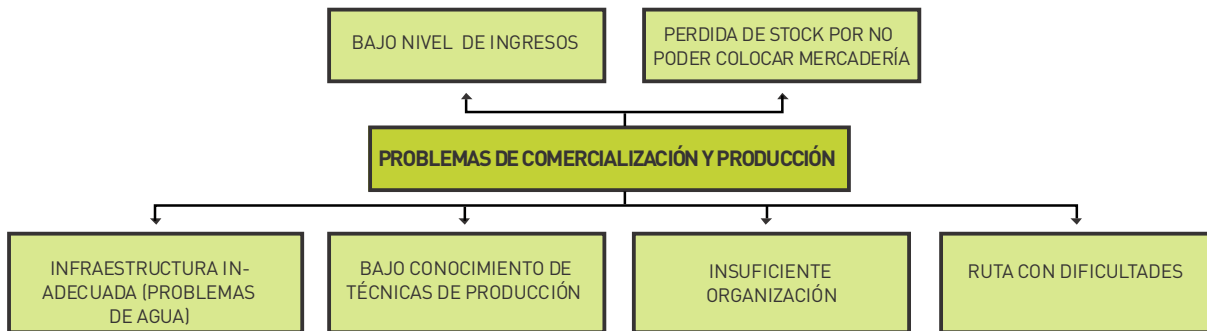 BAJO NIVEL DE INGRESOS
PERDIDA DE STOCK POR NO
PODER COLOCAR MERCADERÍA
PROBLEMAS DE COMERCIALIZACIÓN Y PRODUCCIÓN
INFRAESTRUCTURA IN-
ADECUADA (PROBLEMAS
DE AGUA)
BAJO CONOCIMIENTO DE
TÉCNICAS DE PRODUCCIÓN
INSUFICIENTE
ORGANIZACIÓN
RUTA CON DIFICULTADES